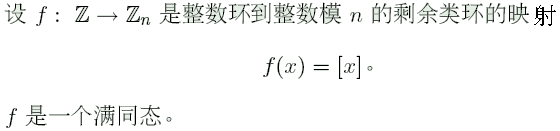 设 f : ℤ → ℤₙ 是整数环到整数模 n 的剩余类环的映射
f(x) = [x]。
f 是一个满同态。